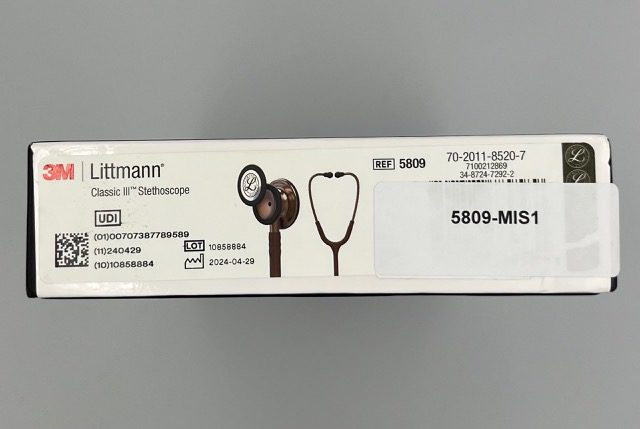 3M Littmann®
Classic III™ Stethoscope
UDI
(01)00707387789589
(11)240429
(10)10858884
LOT 10858884
2024-04-29
REF 5809
70-2011-8520-7
7100212869
34-8724-7292-2
5809-MIS1